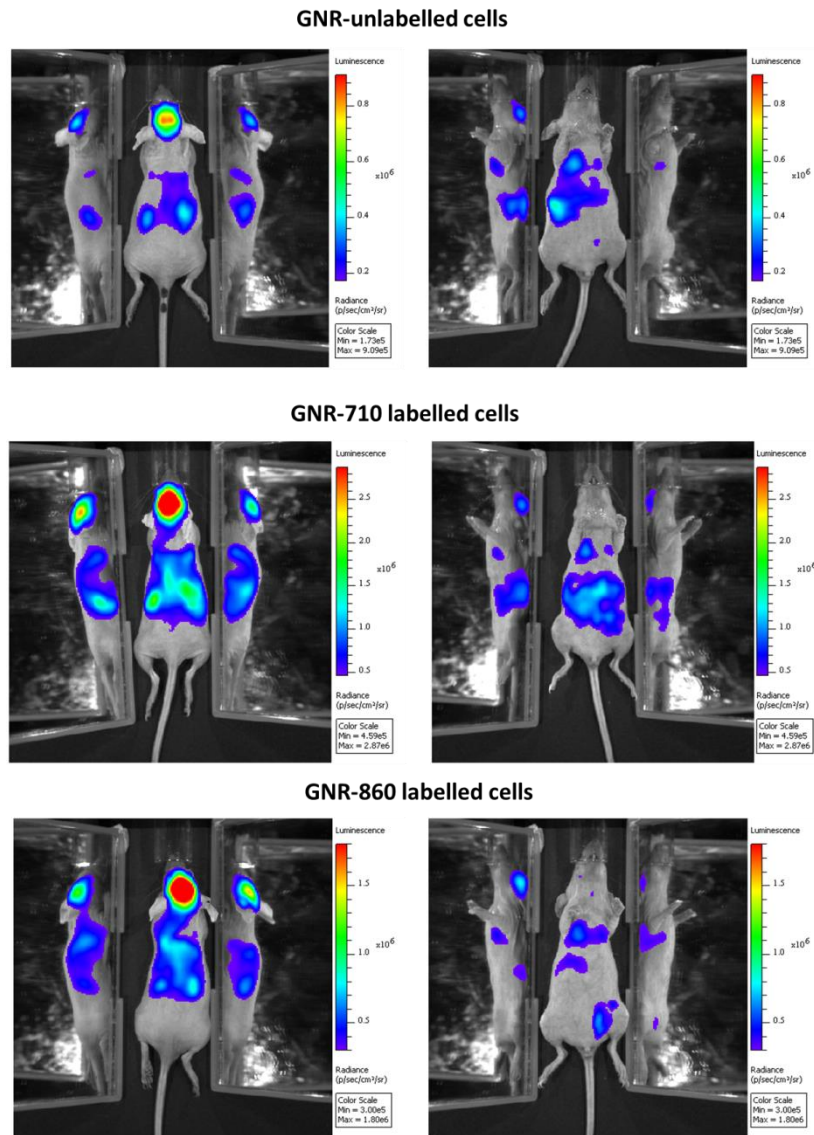 GNR-unlabelled cells
Luminescence
0.8
0.6
x10⁶
0.4
0.2
Radiance
(p/sec/cm²/sr)
Color Scale
Min = 1.73e5
Max = 9.09e5
Luminescence
0.8
0.6
x10⁶
0.4
0.2
Radiance
(p/sec/cm²/sr)
Color Scale
Min = 1.73e5
Max = 9.09e5
GNR-710 labelled cells
Luminescence
2.5
2.0
x10⁶
1.5
1.0
0.5
Radiance
(p/sec/cm²/sr)
Color Scale
Min = 4.59e5
Max = 2.87e6
Luminescence
2.5
2.0
x10⁶
1.5
1.0
0.5
Radiance
(p/sec/cm²/sr)
Color Scale
Min = 4.59e5
Max = 2.87e6
GNR-860 labelled cells
Luminescence
1.5
x10⁶
1.0
0.5
Radiance
(p/sec/cm²/sr)
Color Scale
Min = 3.00e5
Max = 1.80e6
Luminescence
1.5
x10⁶
1.0
0.5
Radiance
(p/sec/cm²/sr)
Color Scale
Min = 3.00e5
Max = 1.80e6